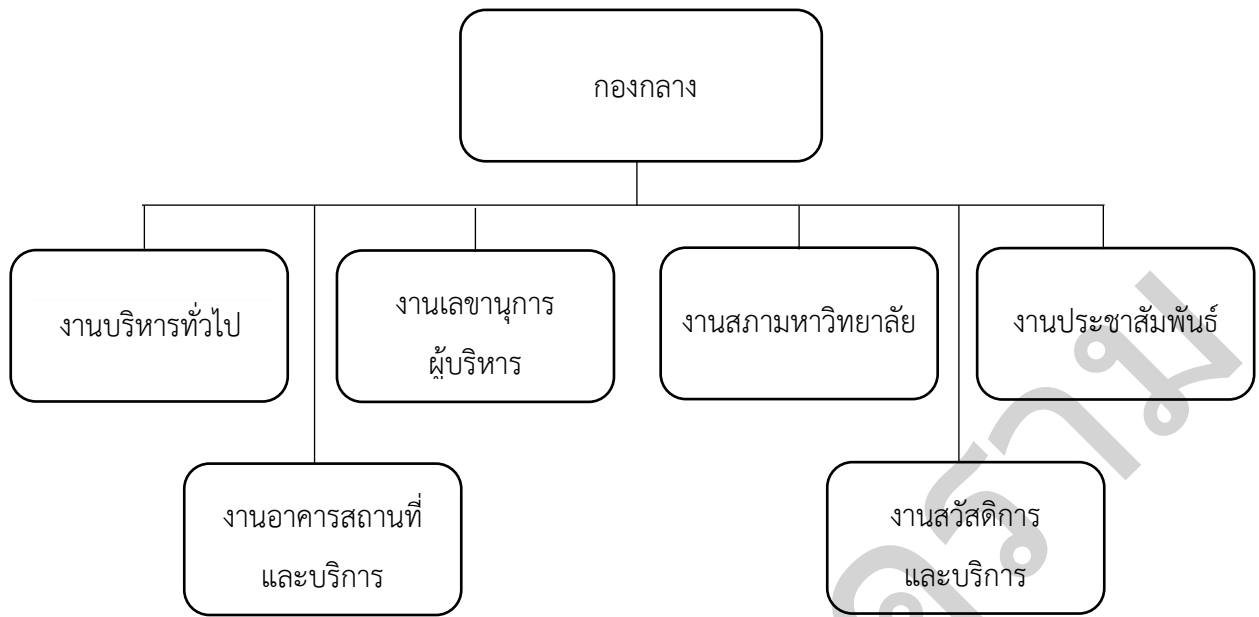 กองกลาง
งานบริหารทั่วไป
งานเลขานุการ
ผู้บริหาร
งานสภามหาวิทยาลัย
งานประชาสัมพันธ์
งานอาคารสถานที่
และบริการ
งานสวัสดิการ
และบริการ